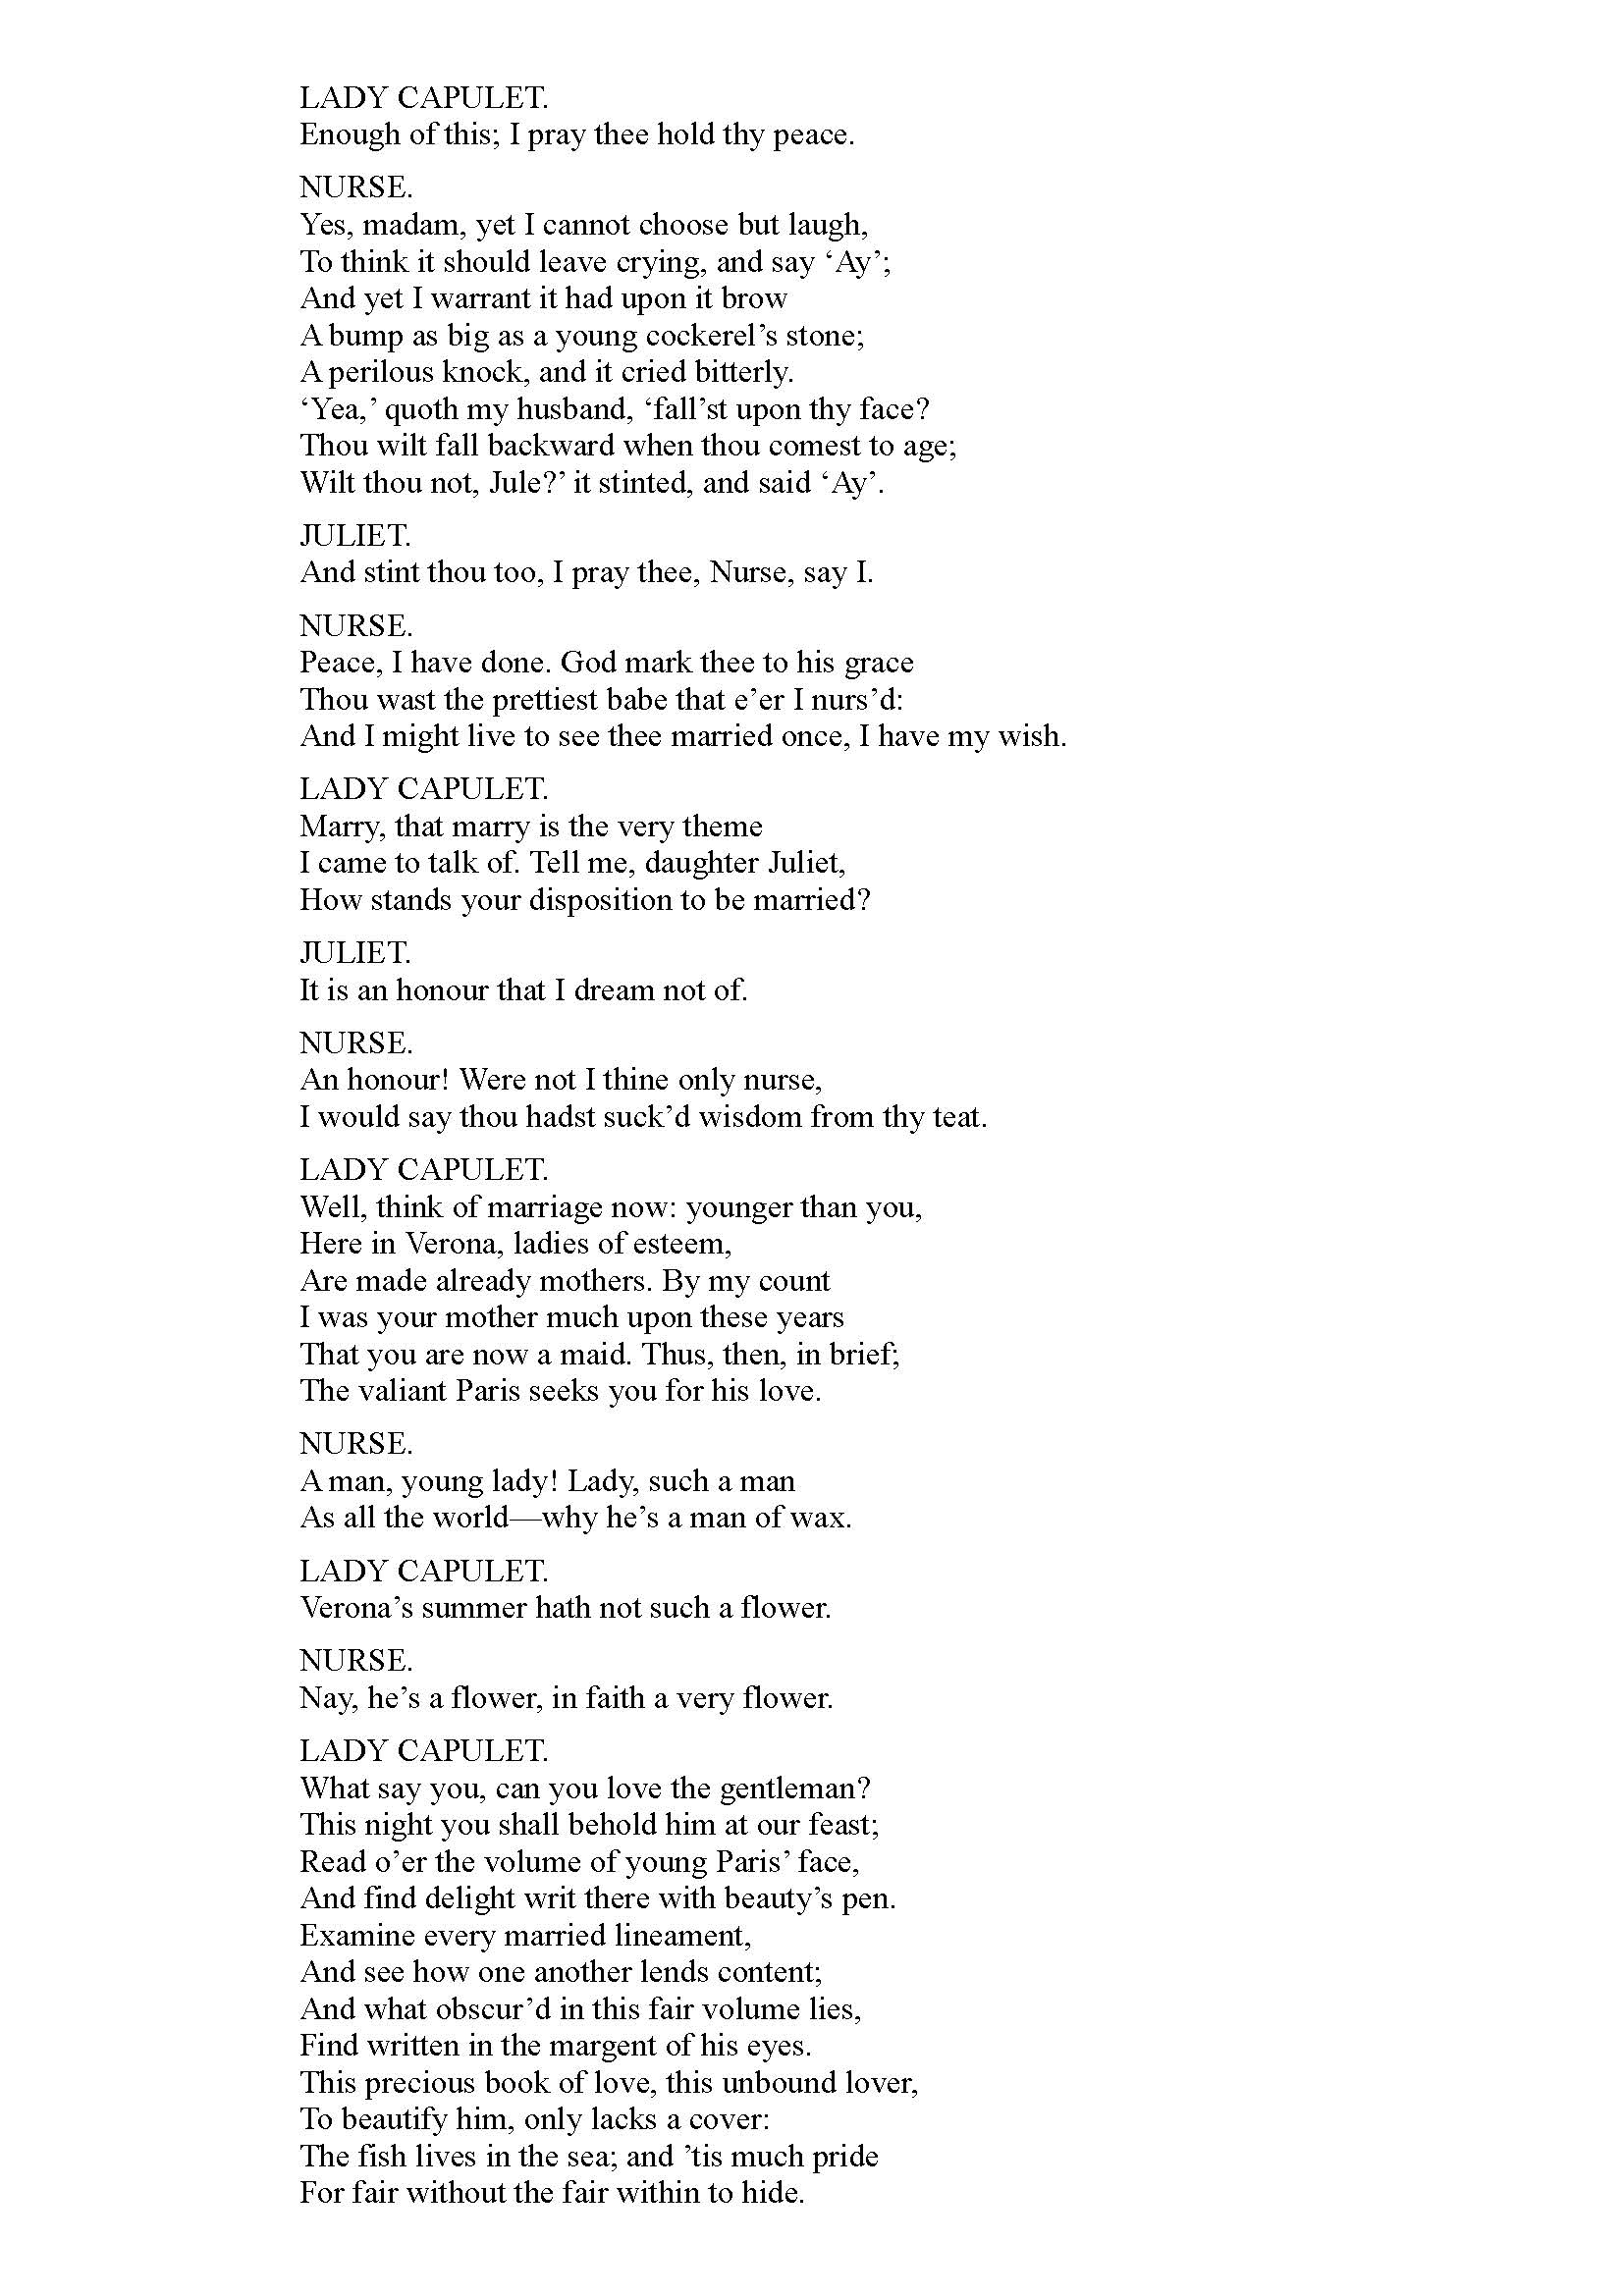 LADY CAPULET.
Enough of this; I pray thee hold thy peace.
NURSE.
Yes, madam, yet I cannot choose but laugh,
To think it should leave crying, and say ‘Ay’;
And yet I warrant it had upon it brow
A bump as big as a young cockerel’s stone;
A perilous knock, and it cried bitterly.
‘Yea,’ quoth my husband, ‘fall’st upon thy face?
Thou wilt fall backward when thou comest to age;
Wilt thou not, Jule?’ it stinted, and said ‘Ay’.
JULIET.
And stint thou too, I pray thee, Nurse, say I.
NURSE.
Peace, I have done. God mark thee to his grace
Thou wast the prettiest babe that e’er I nurs’d:
And I might live to see thee married once, I have my wish.
LADY CAPULET.
Marry, that marry is the very theme
I came to talk of. Tell me, daughter Juliet,
How stands your disposition to be married?
JULIET.
It is an honour that I dream not of.
NURSE.
An honour! Were not I thine only nurse,
I would say thou hadst suck’d wisdom from thy teat.
LADY CAPULET.
Well, think of marriage now: younger than you,
Here in Verona, ladies of esteem,
Are made already mothers. By my count
I was your mother much upon these years
That you are now a maid. Thus, then, in brief;
The valiant Paris seeks you for his love.
NURSE.
A man, young lady! Lady, such a man
As all the world—why he’s a man of wax.
LADY CAPULET.
Verona’s summer hath not such a flower.
NURSE.
Nay, he’s a flower, in faith a very flower.
LADY CAPULET.
What say you, can you love the gentleman?
This night you shall behold him at our feast;
Read o’er the volume of young Paris’ face,
And find delight writ there with beauty’s pen.
Examine every married lineament,
And see how one another lends content;
And what obscur’d in this fair volume lies,
Find written in the margent of his eyes.
This precious book of love, this unbound lover,
To beautify him, only lacks a cover:
The fish lives in the sea; and ’tis much pride
For fair without the fair within to hide.